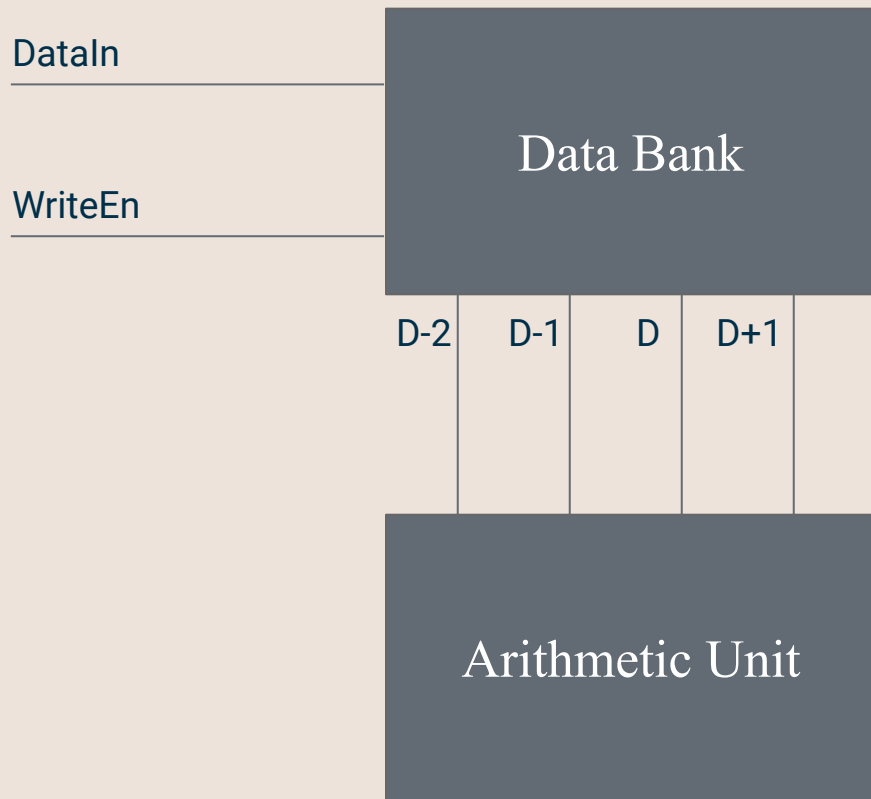 DataIn
Data Bank
WriteEn
D-2
D-1
D
D+1
Arithmetic Unit